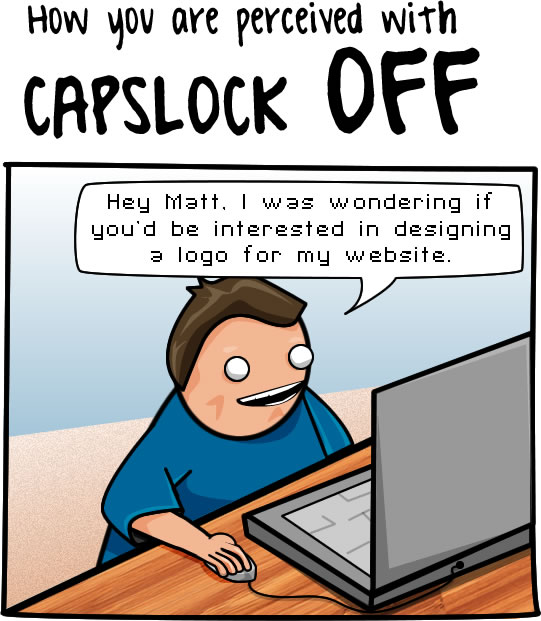 How you are perceived with
CAPSLOCK OFF
Hey Matt, I was wondering if
you'd be interested in designing
a logo for my website.